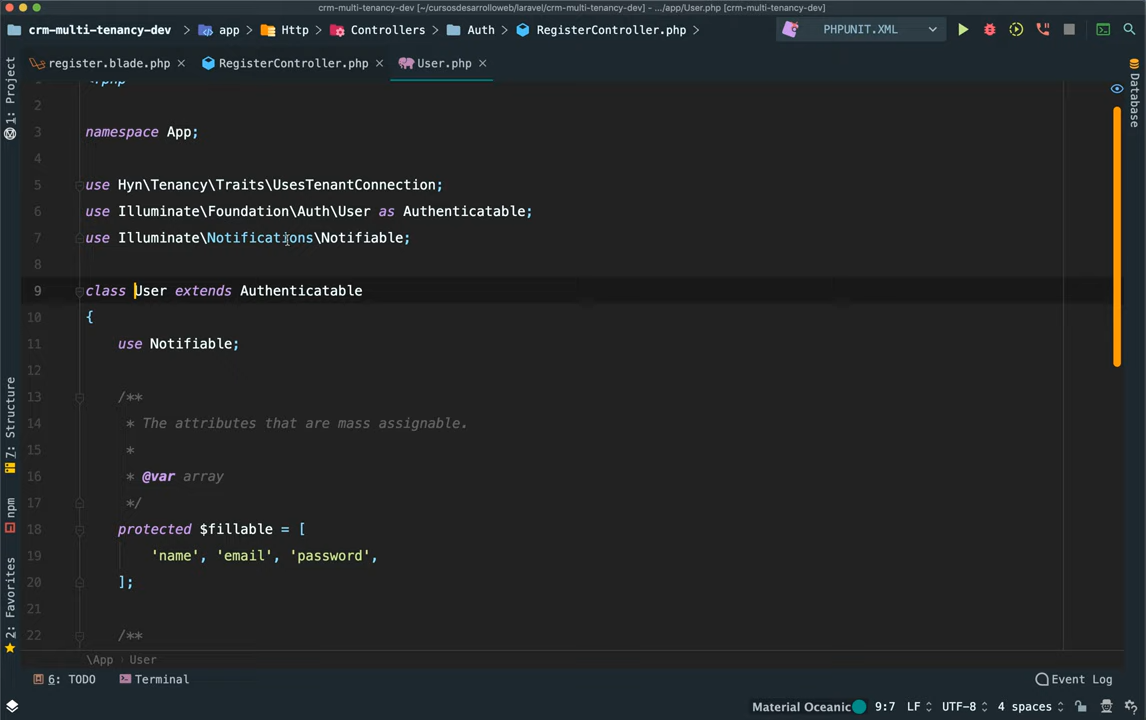 crm-multi-tenancy-dev [~/cursosdesarrolloweb/laravel/crm-multi-tenancy-dev] - .../app/User.php [crm-multi-tenancy-dev]
crm-multi-tenancy-dev app Http Controllers Auth RegisterController.php PHPUNIT.XML
register.blade.php RegisterController.php User.php
1 <?php
2
3 namespace App;
4
5 use Hyn\Tenancy\Traits\UsesTenantConnection;
6 use Illuminate\Foundation\Auth\User as Authenticatable;
7 use Illuminate\Notifications\Notifiable;
8
9 class User extends Authenticatable
10 {
11 use Notifiable;
12
13 /**
14 * The attributes that are mass assignable.
15 *
16 * @var array
17 */
18 protected $fillable = [
19 'name', 'email', 'password',
20 ];
21
22 /**
\App › User
6: TODO Terminal Event Log
Material Oceanic 9:7 LF UTF-8 4 spaces
1: Project
7: Structure
npm
2: Favorites
Database